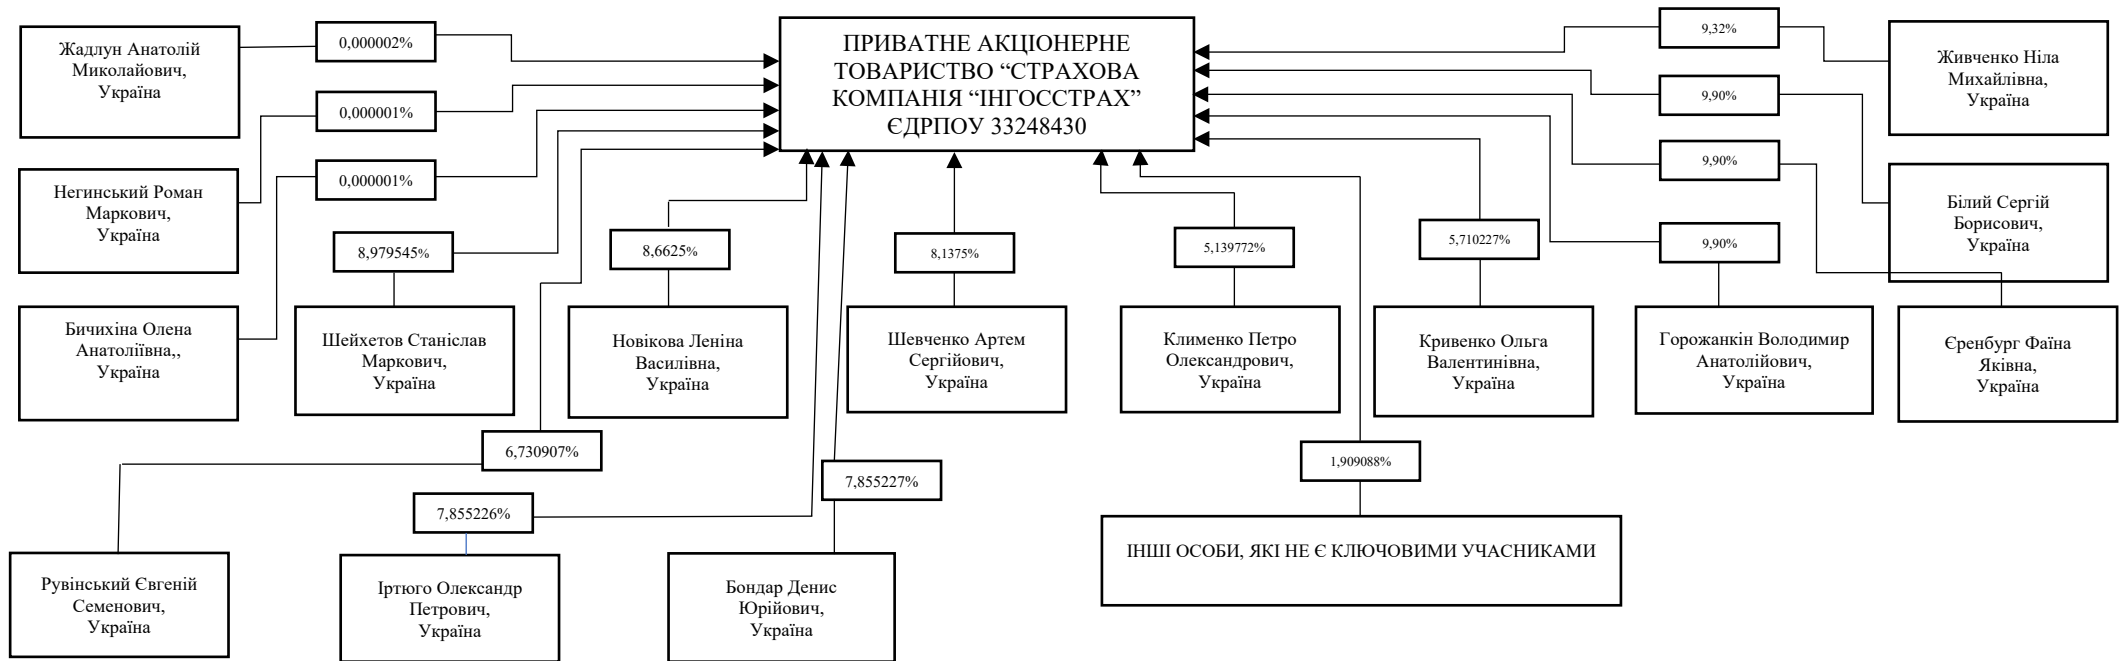 ПРИВАТНЕ АКЦІОНЕРНЕ
ТОВАРИСТВО “СТРАХОВА
КОМПАНІЯ “ІНГОССТРАХ”
ЄДРПОУ 33248430
Жадлун Анатолій
Миколайович,
Україна
0,000002%
9,32%
Живченко Ніла
Михайлівна,
Україна
Негинський Роман
Маркович,
Україна
0,000001%
9,90%
Білий Сергій
Борисович,
Україна
Бичихіна Олена
Анатоліївна,,
Україна
0,000001%
9,90%
8,979545%
Шейхетов Станіслав
Маркович,
Україна
8,6625%
Новікова Леніна
Василівна,
Україна
8,1375%
Шевченко Артем
Сергійович,
Україна
5,139772%
Клименко Петро
Олександрович,
Україна
5,710227%
Кривенко Ольга
Валентинівна,
Україна
9,90%
Горожанкін Володимир
Анатолійович,
Україна
Єренбург Фаїна
Яківна,
Україна
6,730907%
Рувінський Євгеній
Семенович,
Україна
7,855226%
Іртюго Олександр
Петрович,
Україна
7,855227%
Бондар Денис
Юрійович,
Україна
1,909088%
ІНШІ ОСОБИ, ЯКІ НЕ Є КЛЮЧОВИМИ УЧАСНИКАМИ